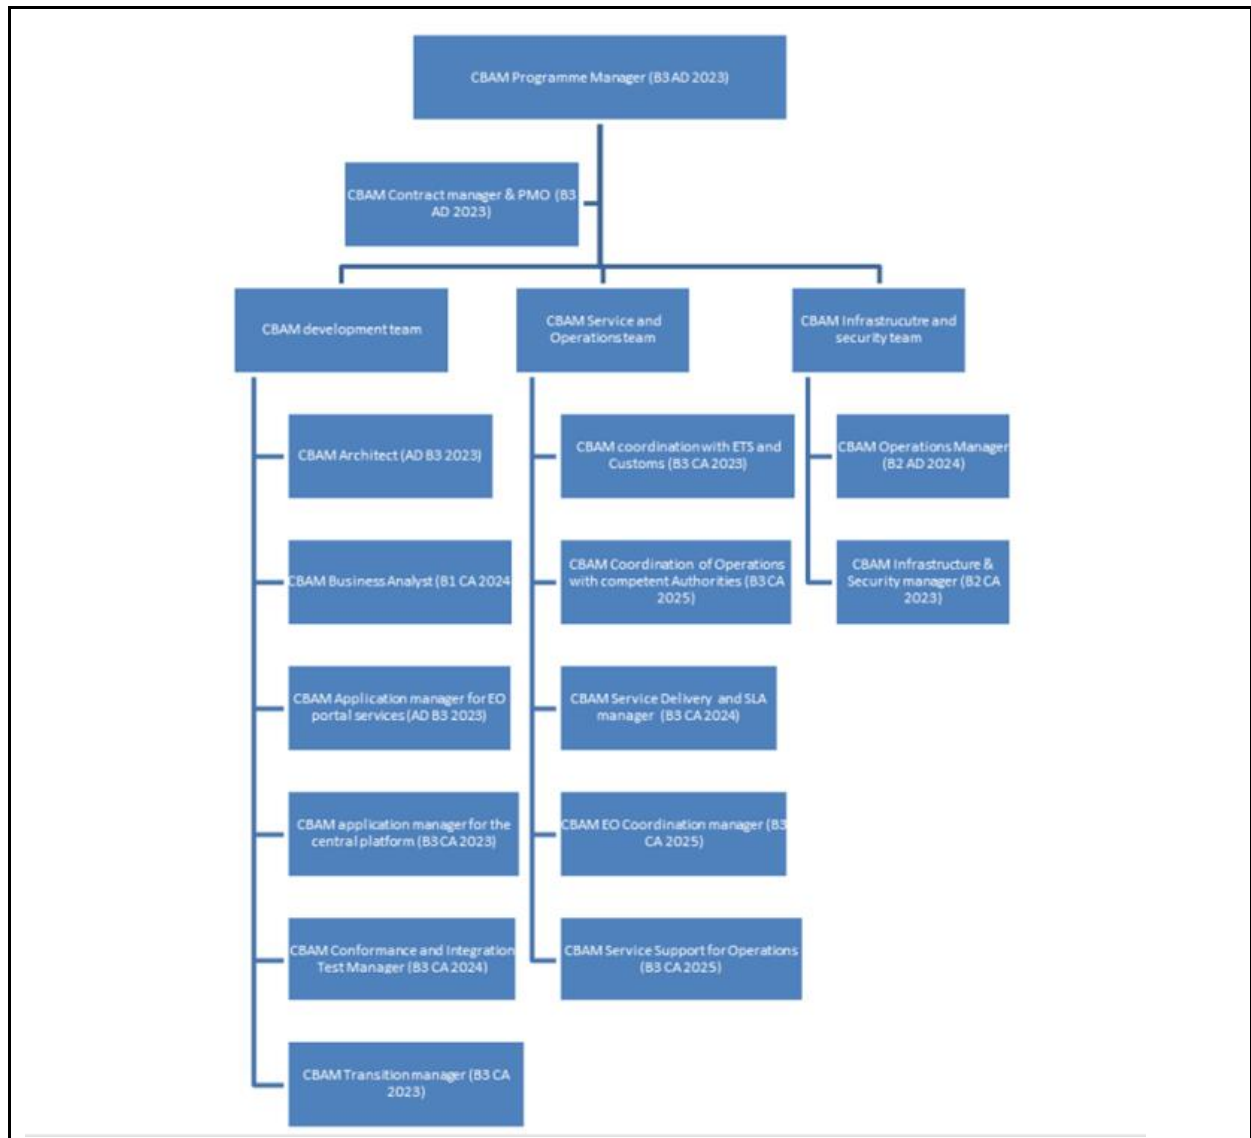 CBAM Programme Manager (B3 AD 2023)
CBAM Contract manager & PMO (B3
AD 2023)
CBAM development team
CBAM Service and
Operations team
CBAM Infrastrucutre and
security team
CBAM Architect (AD B3 2023)
CBAM Business Analyst (B1 CA 2024
CBAM Application manager for EO
portal services (AD B3 2023)
CBAM application manager for the
central platform (B3 CA 2023)
CBAM Conformance and Integration
Test Manager (B3 CA 2024)
CBAM Transition manager (B3 CA
2023)
CBAM coordination with ETS and
Customs (B3 CA 2023)
CBAM Coordination of Operations
with competent Authorities (B3 CA
2025)
CBAM Service Delivery and SLA
manager (B3 CA 2024)
CBAM EO Coordination manager (B3
CA 2025)
CBAM Service Support for Operations
(B3 CA 2025)
CBAM Operations Manager
(B2 AD 2024)
CBAM Infrastructure &
Security manager (B2 CA
2023)